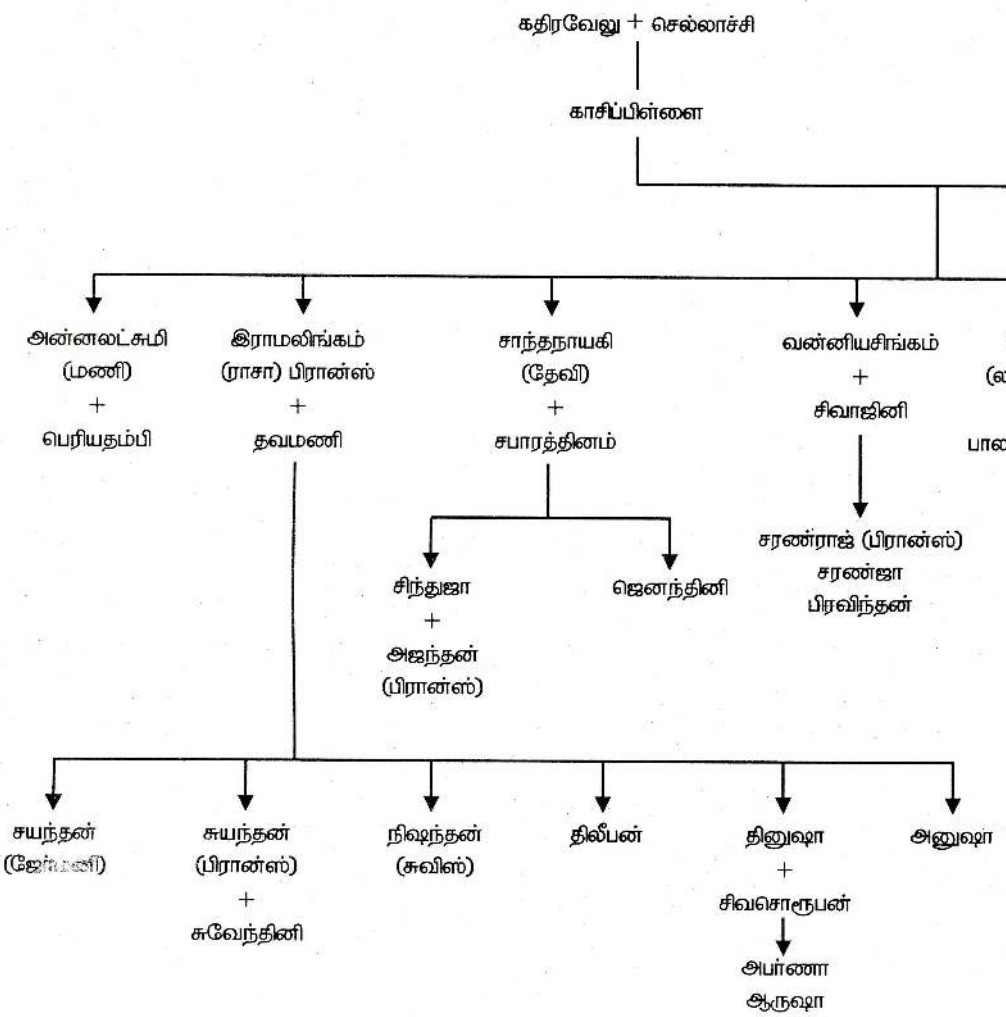 கதிரவேலு + செல்லாச்சி
காசிப்பிள்ளை
அன்னலட்சுமி
(மணி)
+
பெரியதம்பி
இராமலிங்கம்
(ராசா) பிரான்ஸ்
+
தவமணி
சாந்தநாயகி
(தேவி)
+
சபாரத்தினம்
வன்னியசிங்கம்
+
சிவாஜினி
சிந்துஜா
+
அஜந்தன்
(பிரான்ஸ்)
ஜெனந்தினி
சரண்ராஜ் (பிரான்ஸ்)
சரண்ஜா
பிரவிந்தன்
சயந்தன்
(ஜேர்மனி)
சுயந்தன்
(பிரான்ஸ்)
+
சுவேந்தினி
நிஷந்தன்
(சுவிஸ்)
திலீபன்
தினுஷா
+
சிவசொரூபன்
அபர்ணா
ஆருஷா
அனுஷா